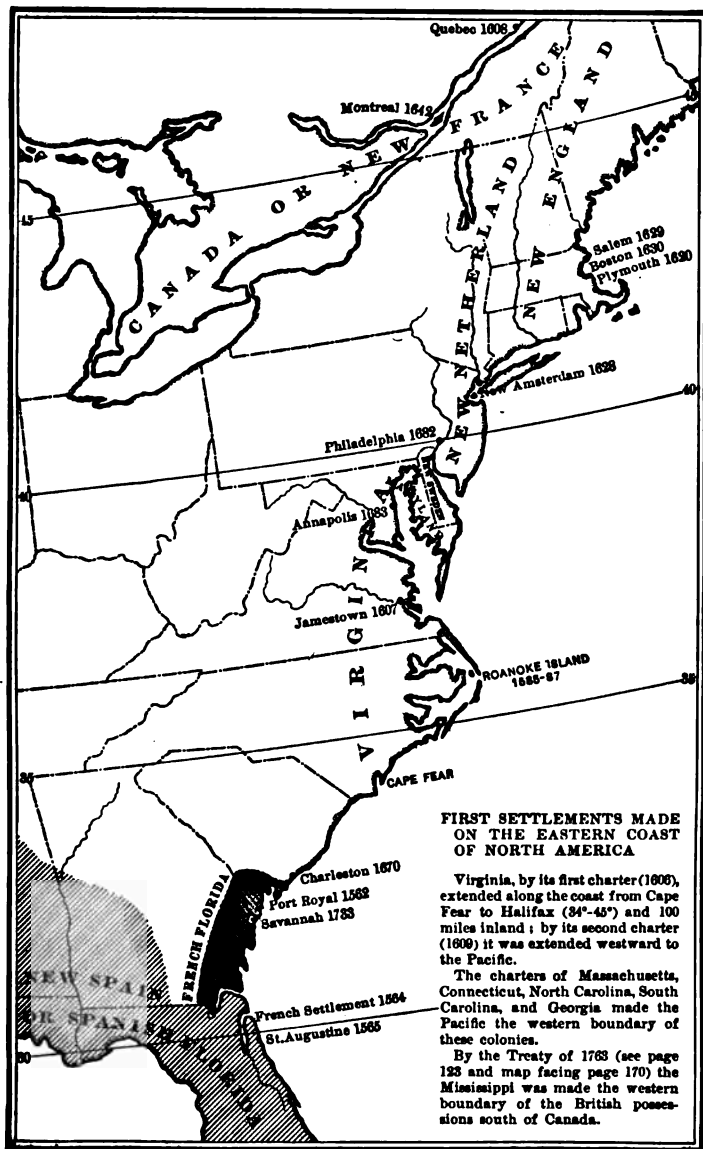 Quebec 1608
Montreal 1642
CANADA OR NEW FRANCE
NEW ENGLAND
NEW NETHERLAND
45
45
Salem 1629
Boston 1630
Plymouth 1620
New Amsterdam 1628
40
Philadelphia 1682
40
NEW SWEDEN
Annapolis 1683
VIRGINIA
Jamestown 1607
ROANOKE ISLAND
1585-87
35
35
CAPE FEAR
Charleston 1670
Port Royal 1562
Savannah 1733
FRENCH FLORIDA
NEW SPAIN
OR SPANISH FLORIDA
French Settlement 1564
St. Augustine 1565
30
FIRST SETTLEMENTS MADE
ON THE EASTERN COAST
OF NORTH AMERICA
Virginia, by its first charter (1606),
extended along the coast from Cape
Fear to Halifax (34°-45°) and 100
miles inland; by its second charter
(1609) it was extended westward to
the Pacific.
The charters of Massachusetts,
Connecticut, North Carolina, South
Carolina, and Georgia made the
Pacific the western boundary of
these colonies.
By the Treaty of 1763 (see page
123 and map facing page 170) the
Mississippi was made the western
boundary of the British posses-
sions south of Canada.